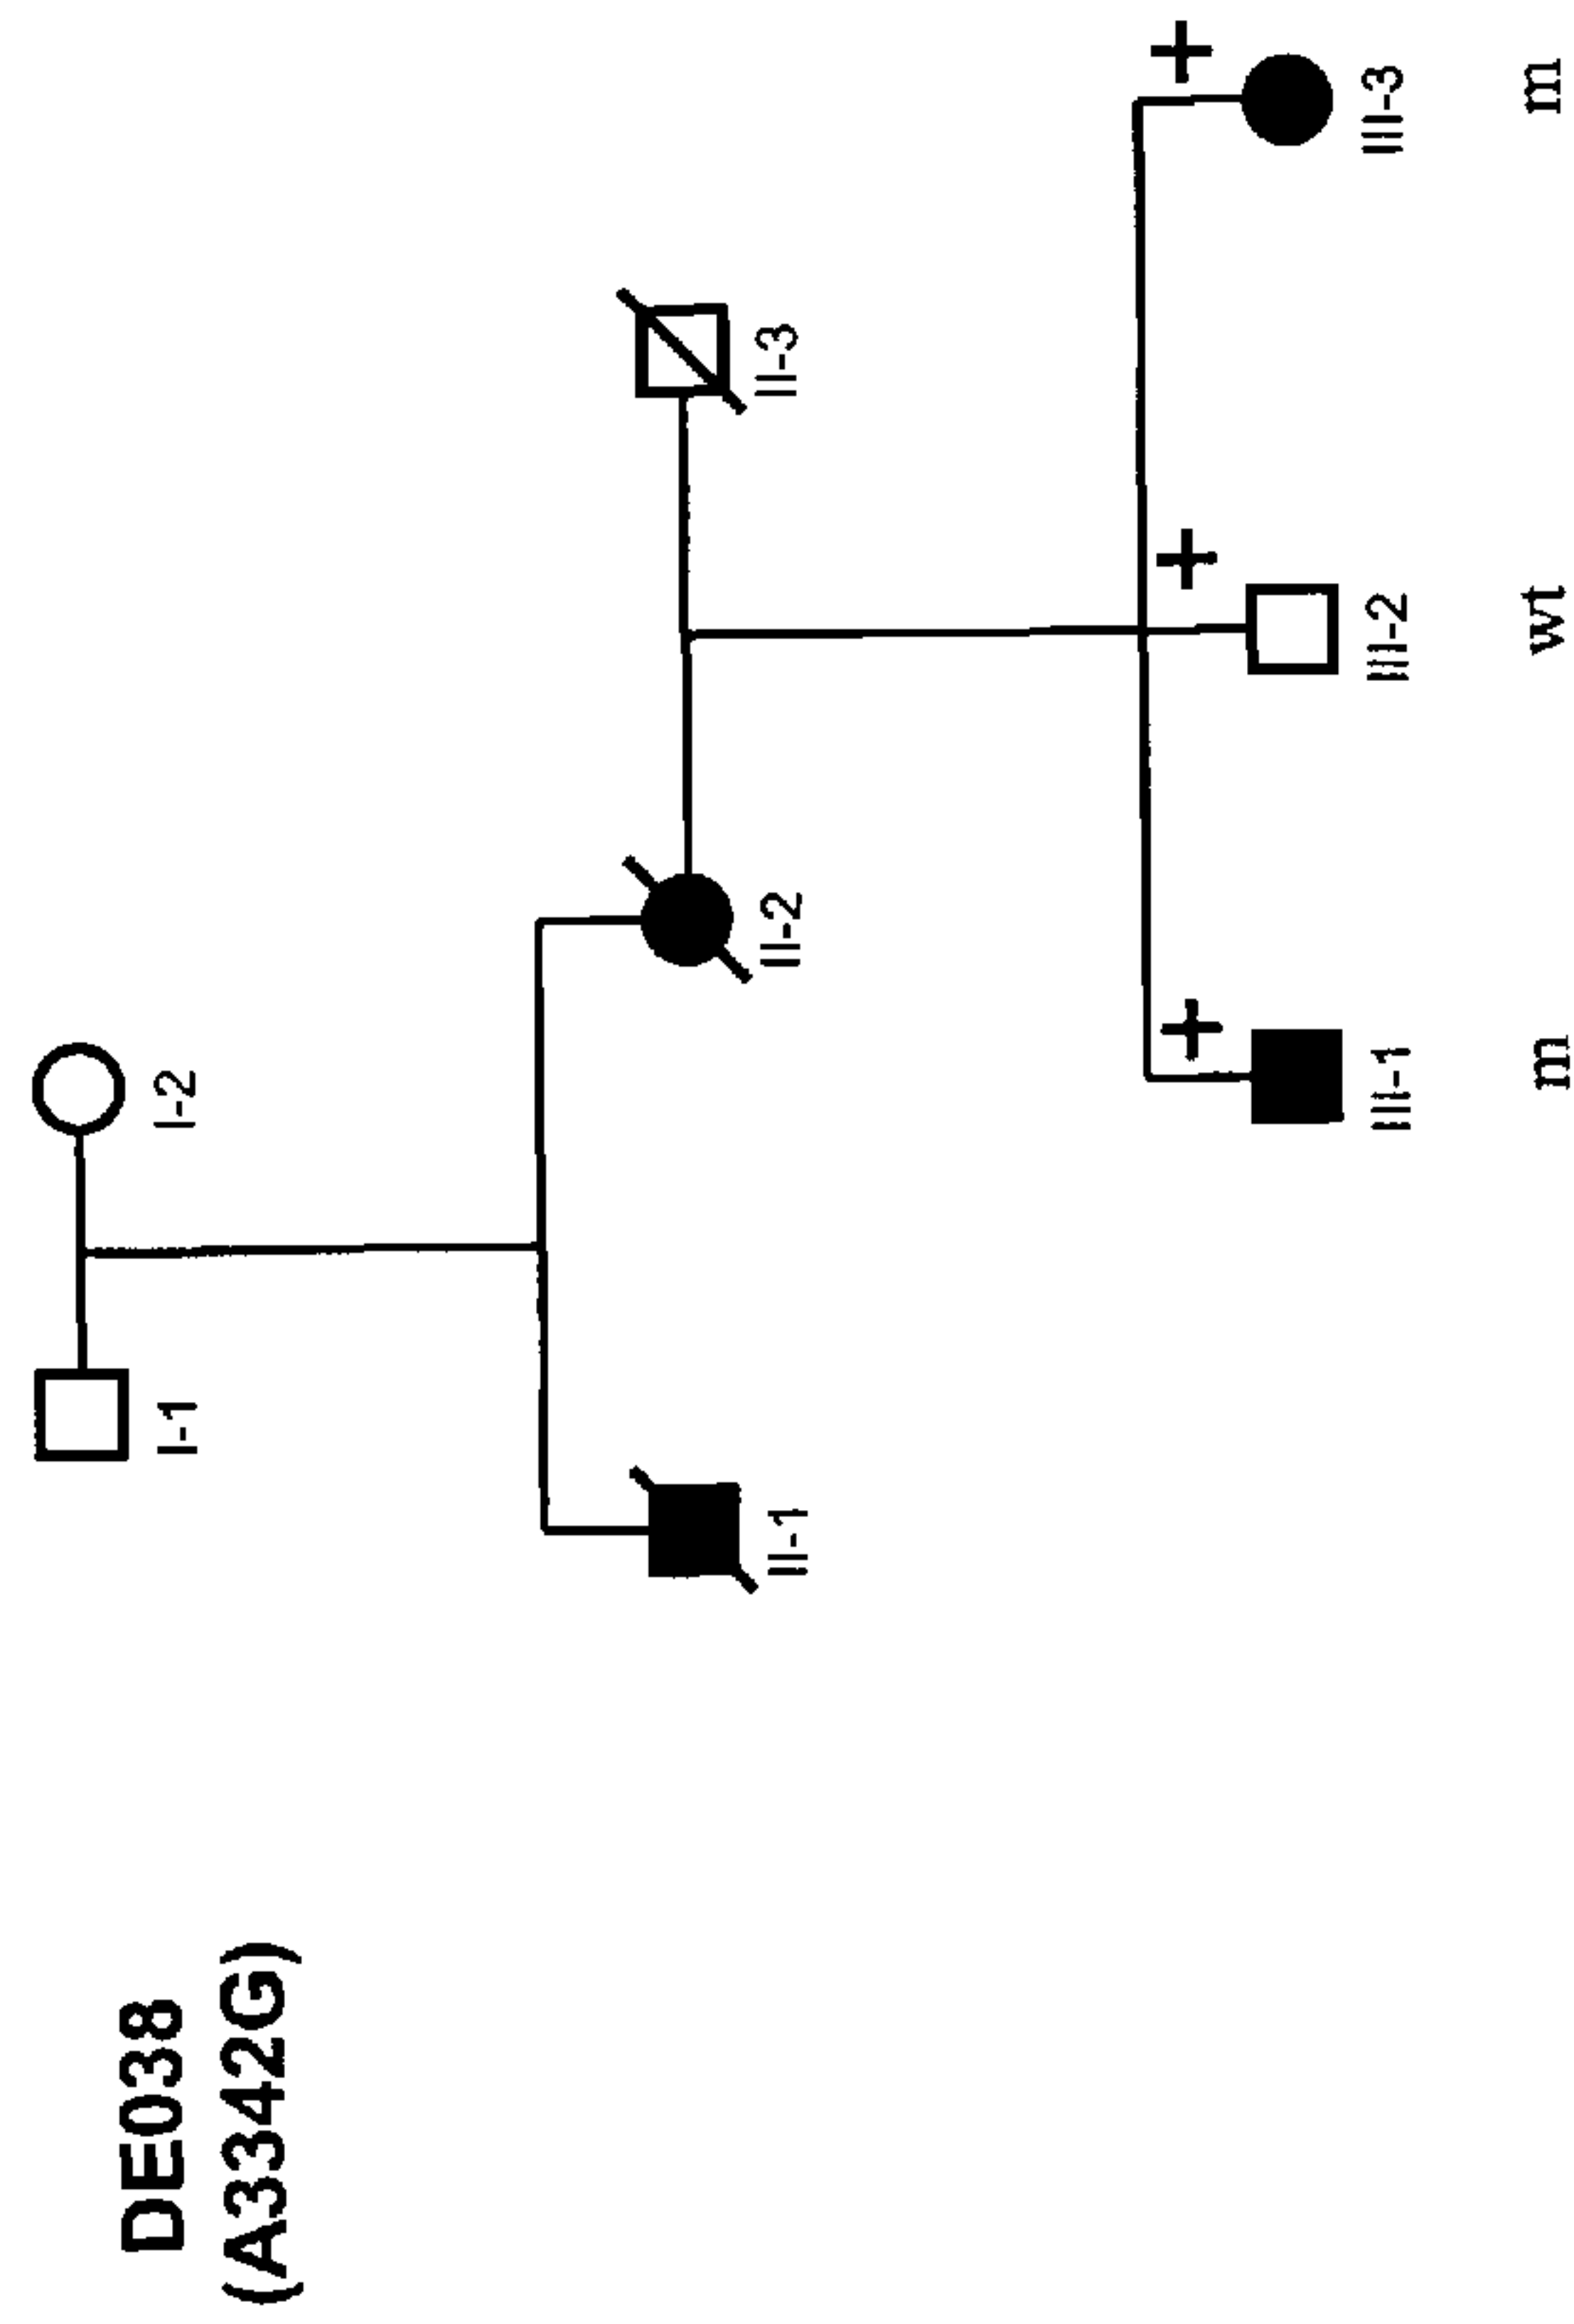 DE038
(A3342G)
I-1
I-2
II-1
II-2
II-3
+
+
+
III-1
III-2
III-3
m
wt
m